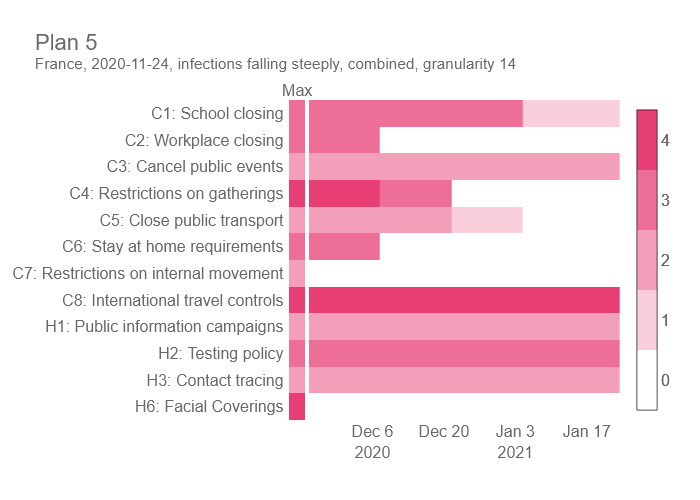 Plan 5
France, 2020-11-24, infections falling steeply, combined, granularity 14
Max
C1: School closing
C2: Workplace closing
C3: Cancel public events
C4: Restrictions on gatherings
C5: Close public transport
C6: Stay at home requirements
C7: Restrictions on internal movement
C8: International travel controls
H1: Public information campaigns
H2: Testing policy
H3: Contact tracing
H6: Facial Coverings
Dec 6 Dec 20 Jan 3 Jan 17
2020 2021
4
3
2
1
0